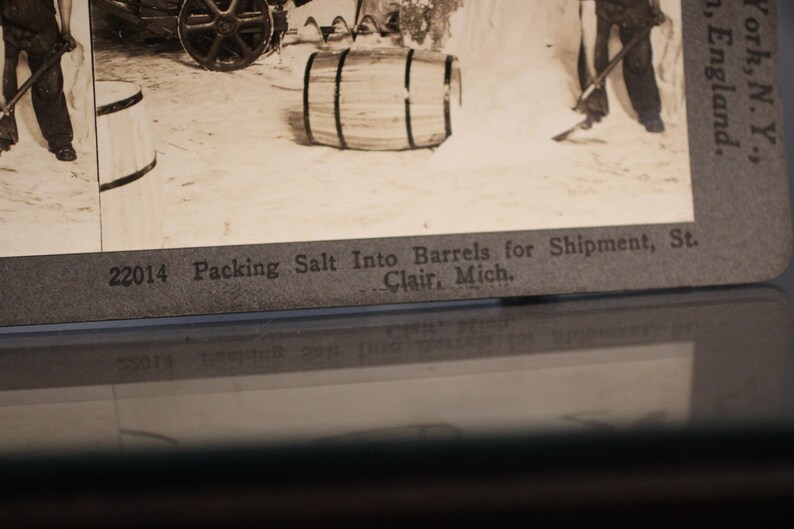 York, N.Y.,
n, England.
22014 Packing Salt Into Barrels for Shipment, St.
Clair, Mich.